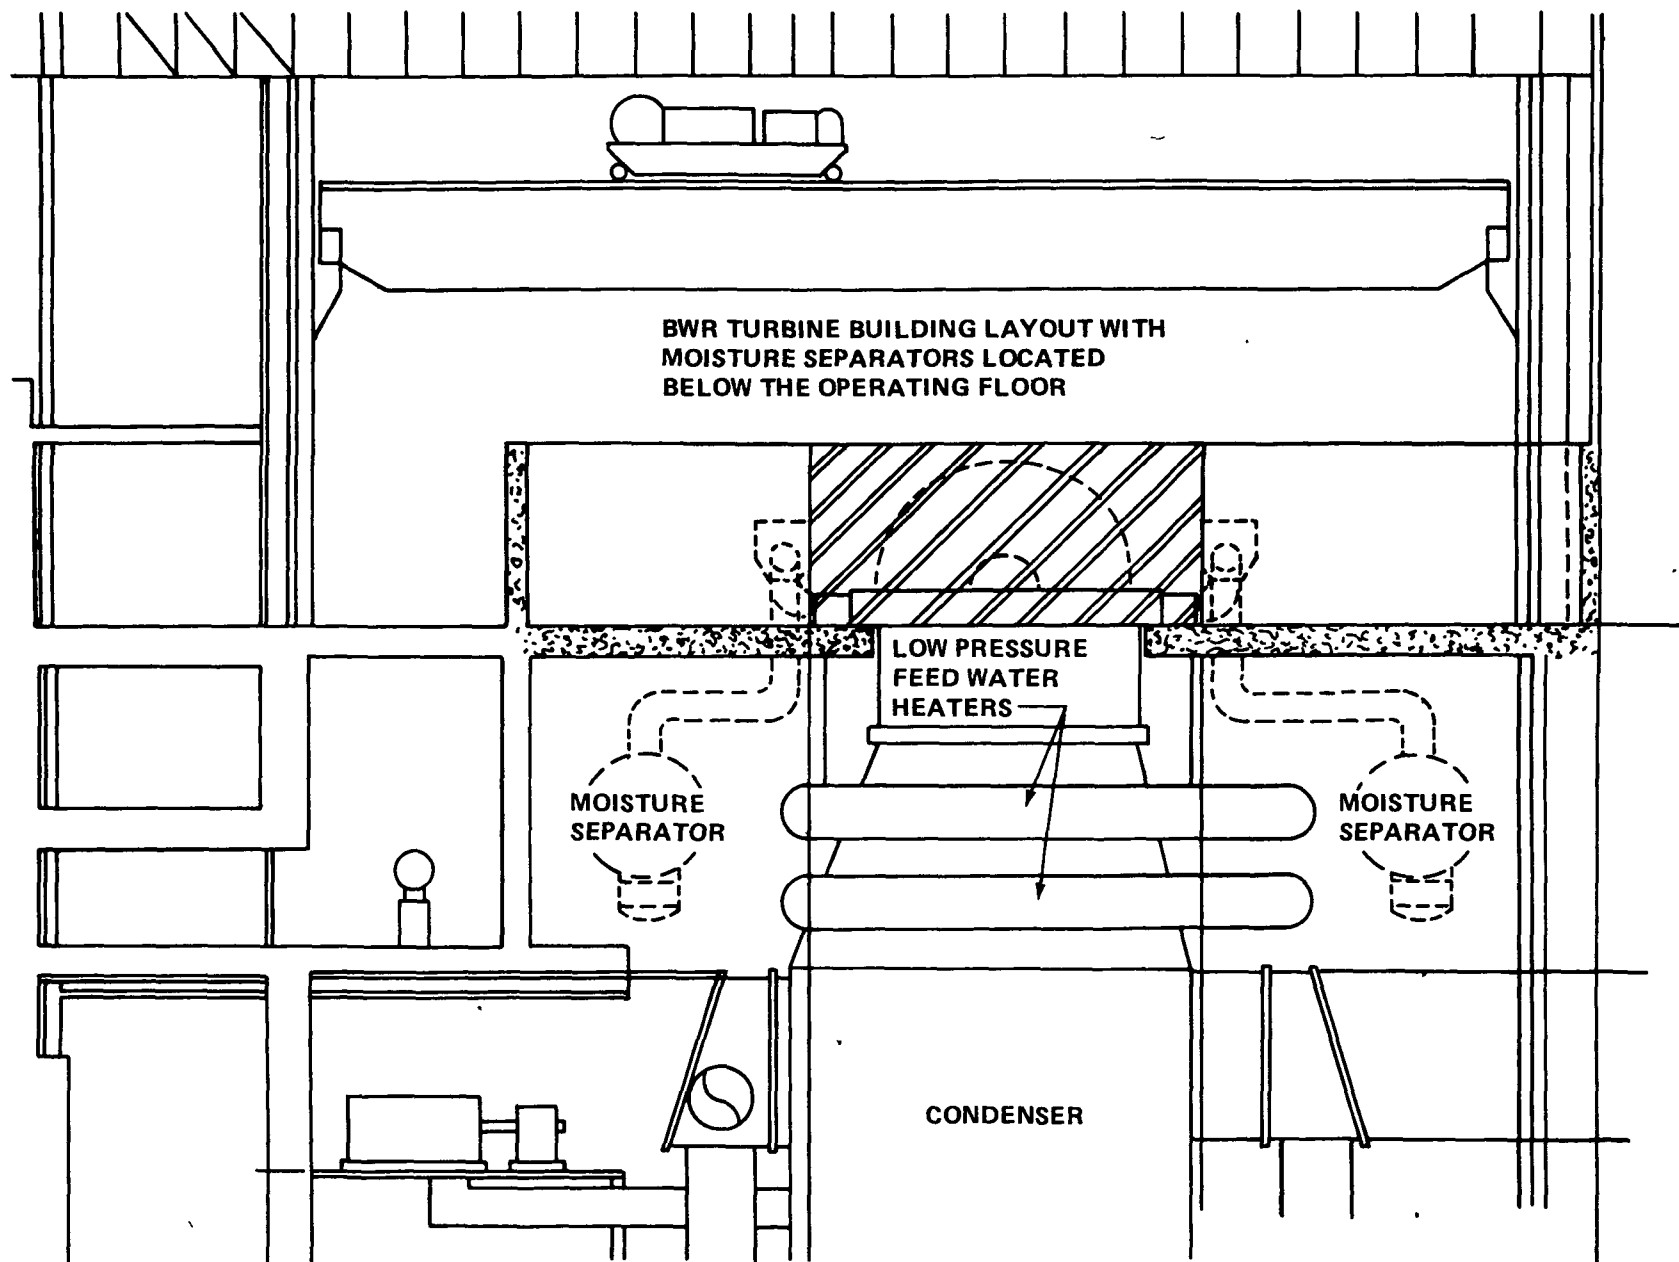 BWR TURBINE BUILDING LAYOUT WITH
MOISTURE SEPARATORS LOCATED
BELOW THE OPERATING FLOOR
LOW PRESSURE
FEED WATER
HEATERS
MOISTURE
SEPARATOR
MOISTURE
SEPARATOR
CONDENSER